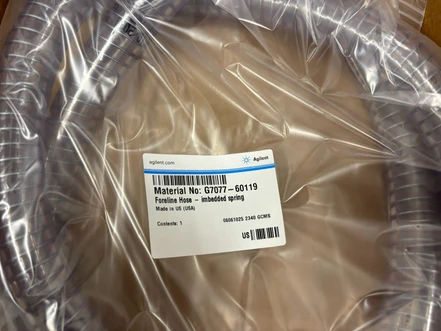 agilent.com
Agilent
Material No: G7077-60119
Foreline Hose - imbedded spring
Made in US (USA)
Contents: 1
06061025 2340 GCMS
US